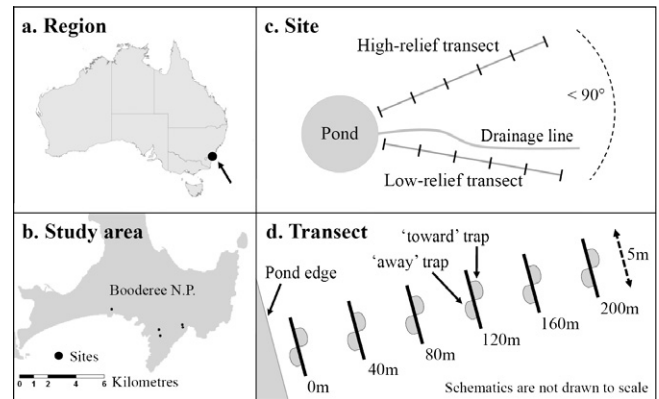 a. Region
b. Study area
Booderee N.P.
Sites
0 1 2 4 6
Kilometres
c. Site
High-relief transect
< 90°
Pond
Drainage line
Low-relief transect
d. Transect
'toward' trap
'away' trap
Pond edge
5m
0m
40m
80m
120m
160m
200m
Schematics are not drawn to scale